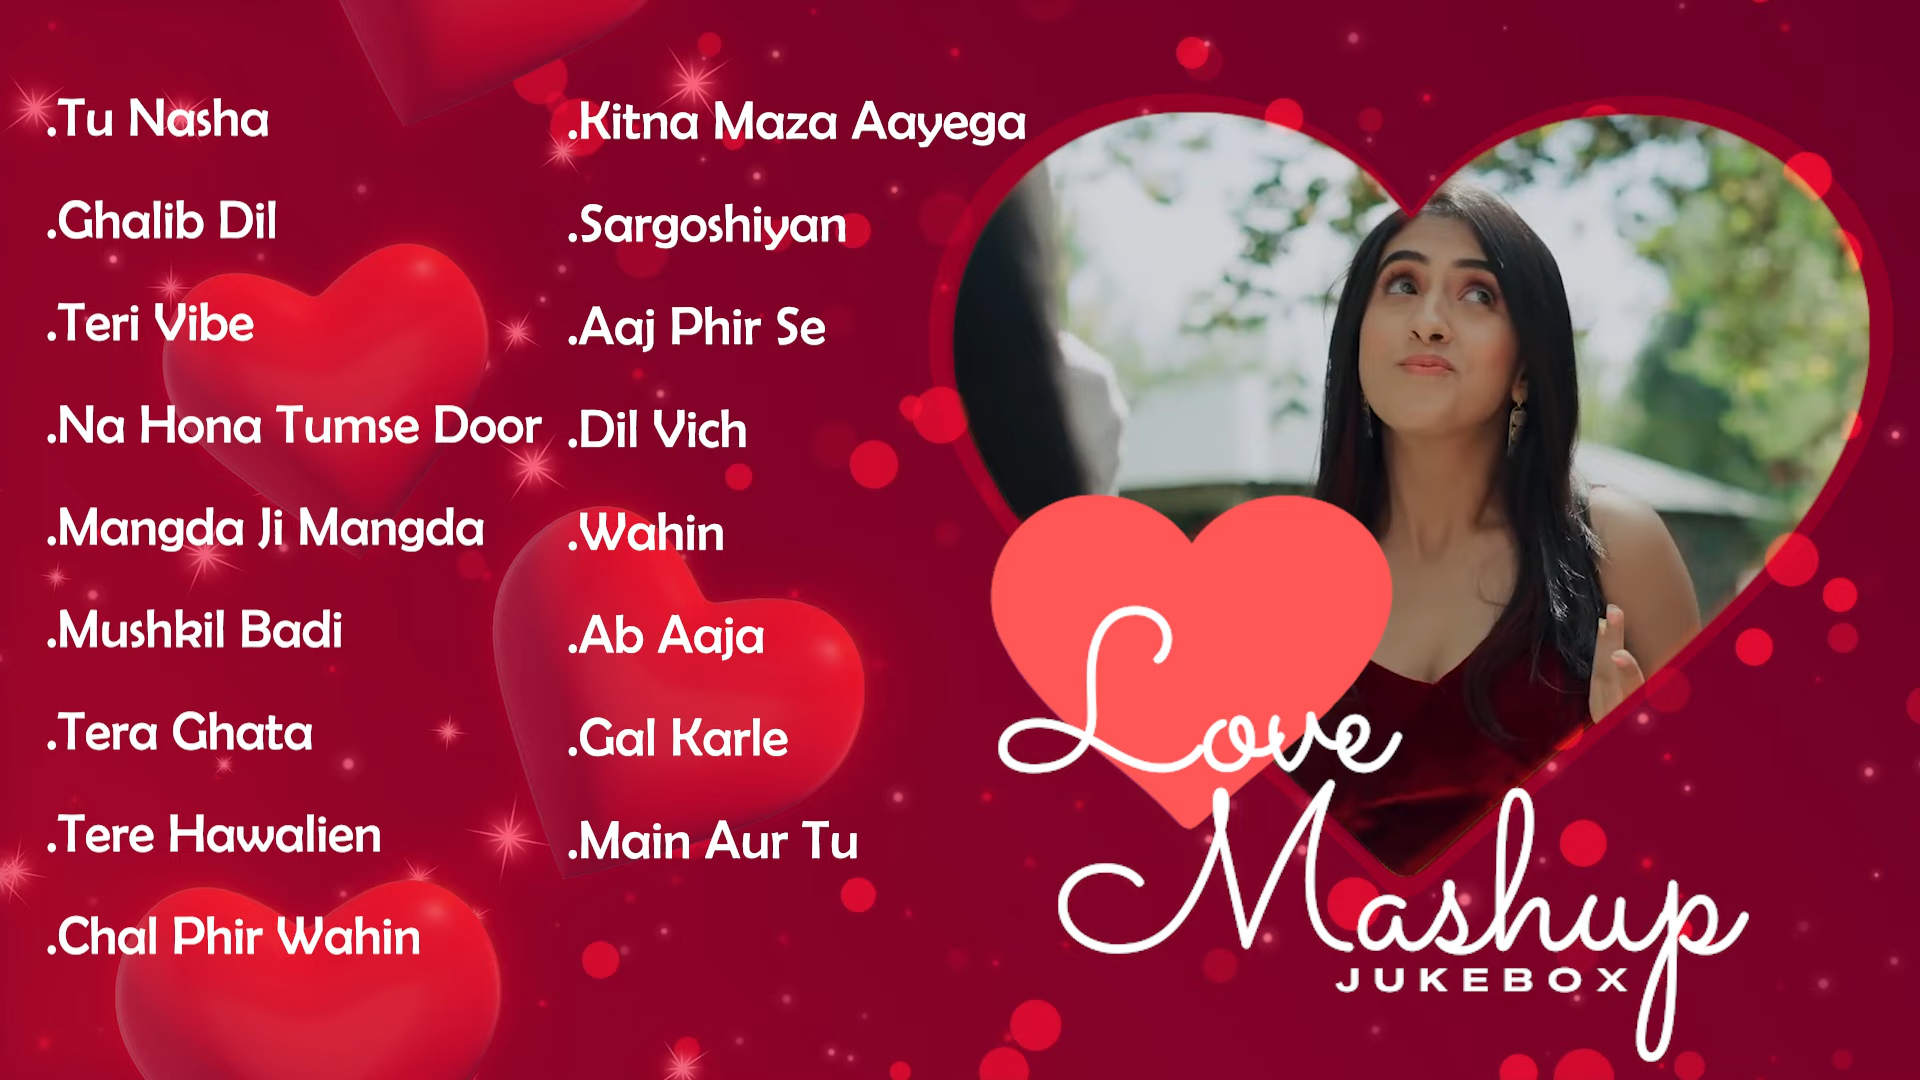 .Tu Nasha
.Ghalib Dil
.Teri Vibe
.Na Hona Tumse Door
.Mangda Ji Mangda
.Mushkil Badi
.Tera Ghata
.Tere Hawalien
.Chal Phir Wahin
.Kitna Maza Aayega
.Sargoshiyan
.Aaj Phir Se
.Dil Vich
.Wahin
.Ab Aaja
.Gal Karle
.Main Aur Tu
Love
Mashup
JUKEBOX